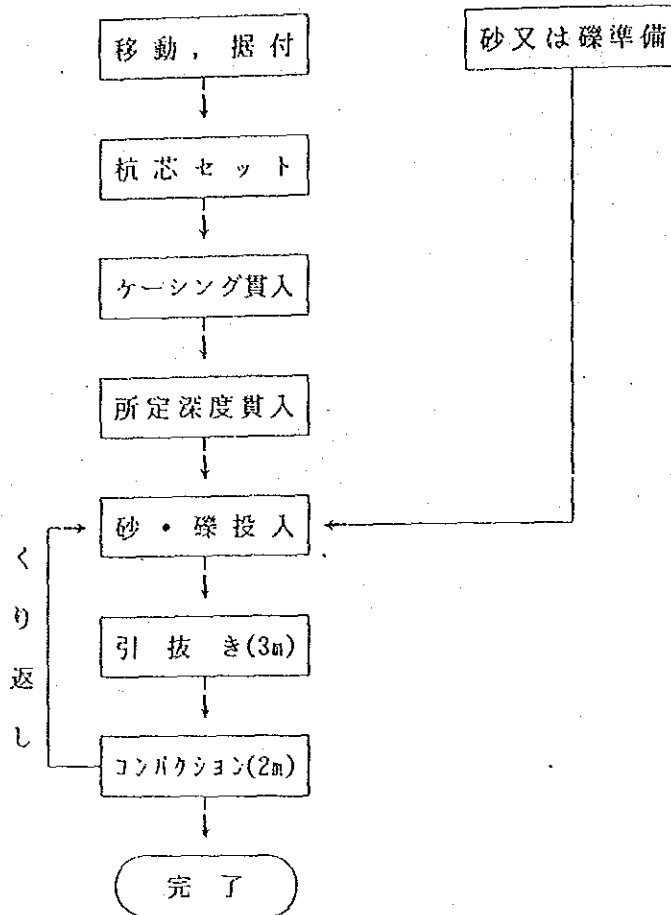 移動，据付
砂又は礫準備
杭芯セット
ケーシング貫入
所定深度貫入
砂・礫投入
くり返し
引抜き(3m)
コンパクション(2m)
完了